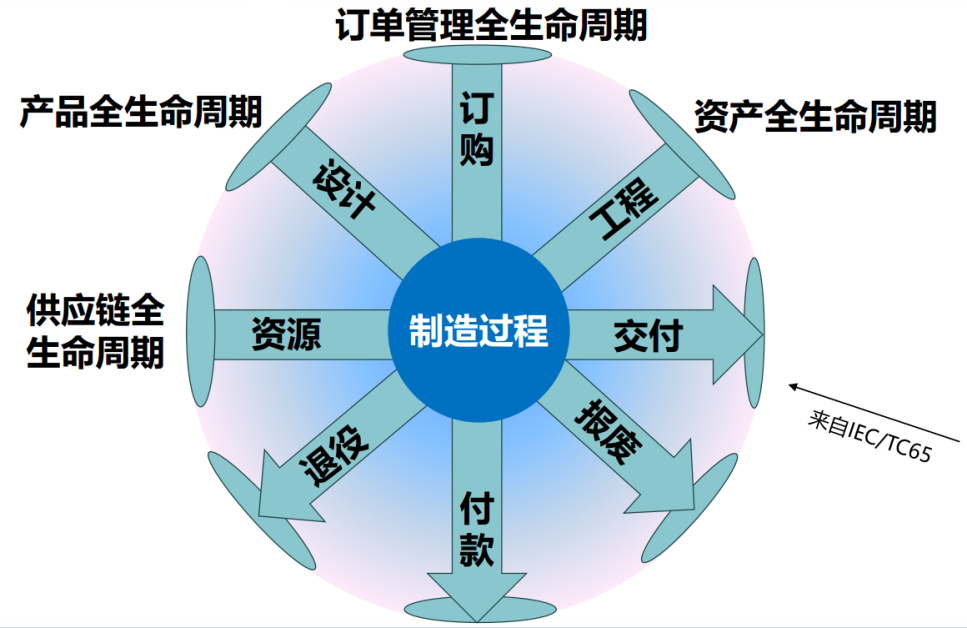 订单管理全生命周期
产品全生命周期
资产全生命周期
订
购
设计
工程
供应链全
生命周期
资源
制造过程
交付
来自IEC/TC65
退役
报废
付
款